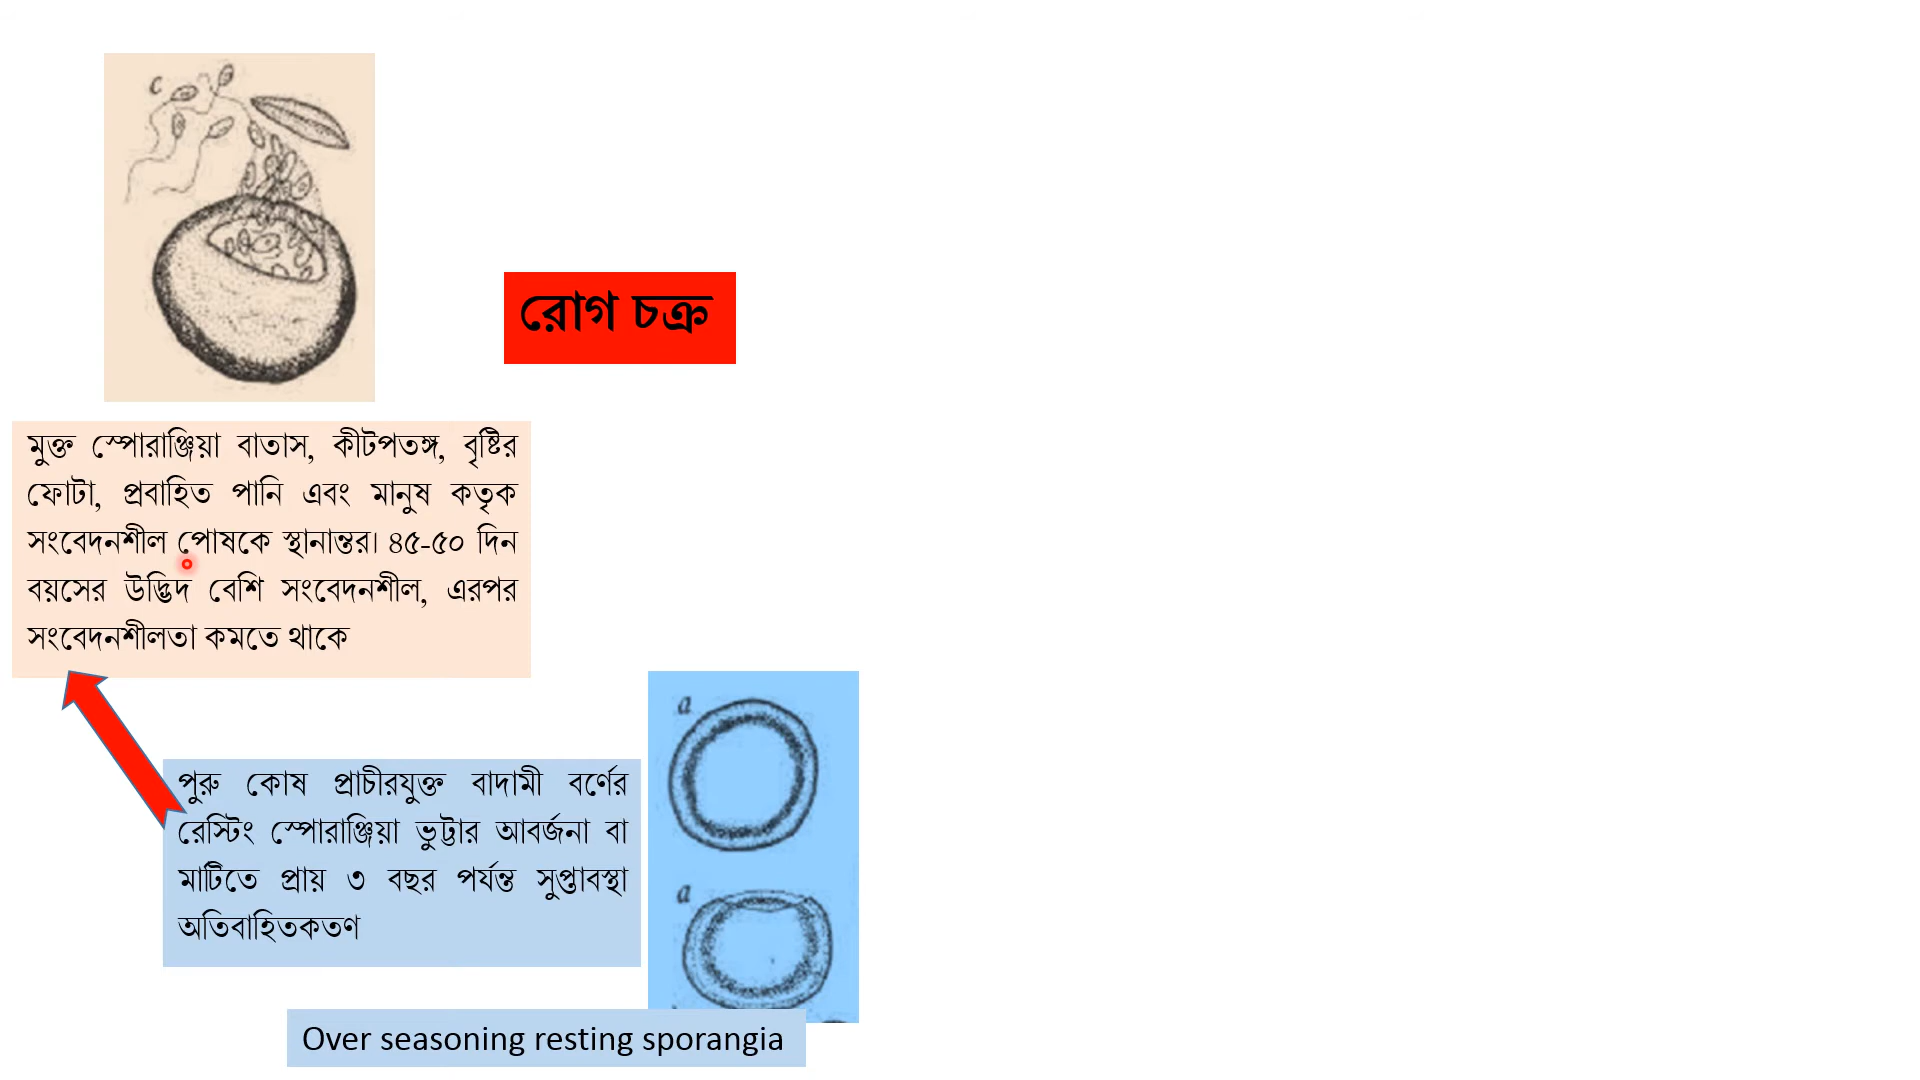 c
রোগ চক্র
মুক্ত স্পোরাঞ্জিয়া বাতাস, কীটপতঙ্গ, বৃষ্টির
ফোটা, প্রবাহিত পানি এবং মানুষ কতৃক
সংবেদনশীল পোষকে স্থানান্তর। ৪৫-৫০ দিন
বয়সের উদ্ভিদ বেশি সংবেদনশীল, এরপর
সংবেদনশীলতা কমতে থাকে
a
পুরু কোষ প্রাচীরযুক্ত বাদামী বর্ণের
রেস্টিং স্পোরাঞ্জিয়া ভুট্টার আবর্জনা বা
মাটিতে প্রায় ৩ বছর পর্যন্ত সুপ্তাবস্থা
অতিবাহিতকতণ
a
Over seasoning resting sporangia